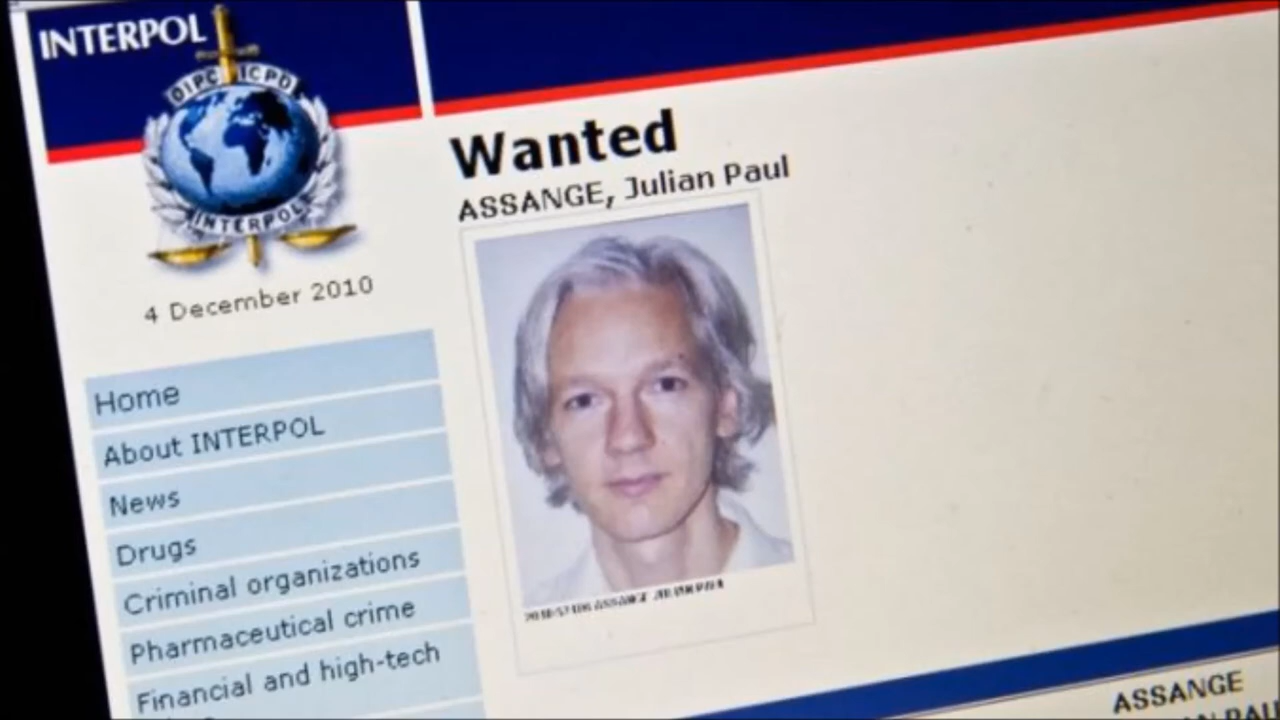 INTERPOL
OIPC ICPO
INTERPOL
4 December 2010
Home
About INTERPOL
News
Drugs
Criminal organizations
Pharmaceutical crime
Financial and high-tech
Wanted
ASSANGE, Julian Paul
ASSANGE